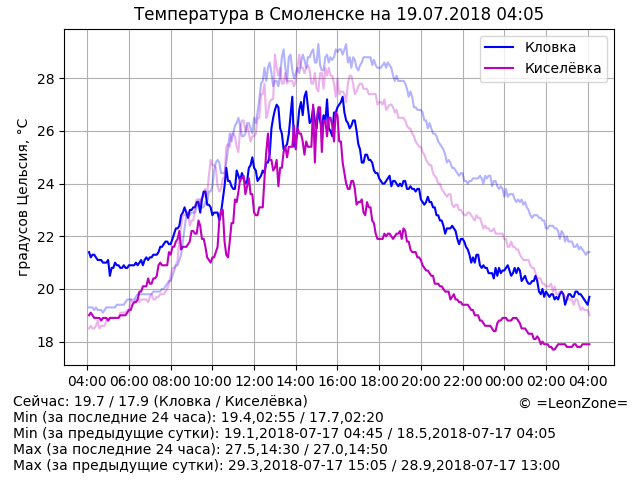 Температура в Смоленске на 19.07.2018 04:05
Кловка
Киселёвка
градусов Цельсия, °C
28
26
24
22
20
18
04:00 06:00 08:00 10:00 12:00 14:00 16:00 18:00 20:00 22:00 00:00 02:00 04:00
Сейчас: 19.7 / 17.9 (Кловка / Киселёвка)
© =LeonZone=
Min (за последние 24 часа): 19.4,02:55 / 17.7,02:20
Min (за предыдущие сутки): 19.1,2018-07-17 04:45 / 18.5,2018-07-17 04:05
Max (за последние 24 часа): 27.5,14:30 / 27.0,14:50
Max (за предыдущие сутки): 29.3,2018-07-17 15:05 / 28.9,2018-07-17 13:00